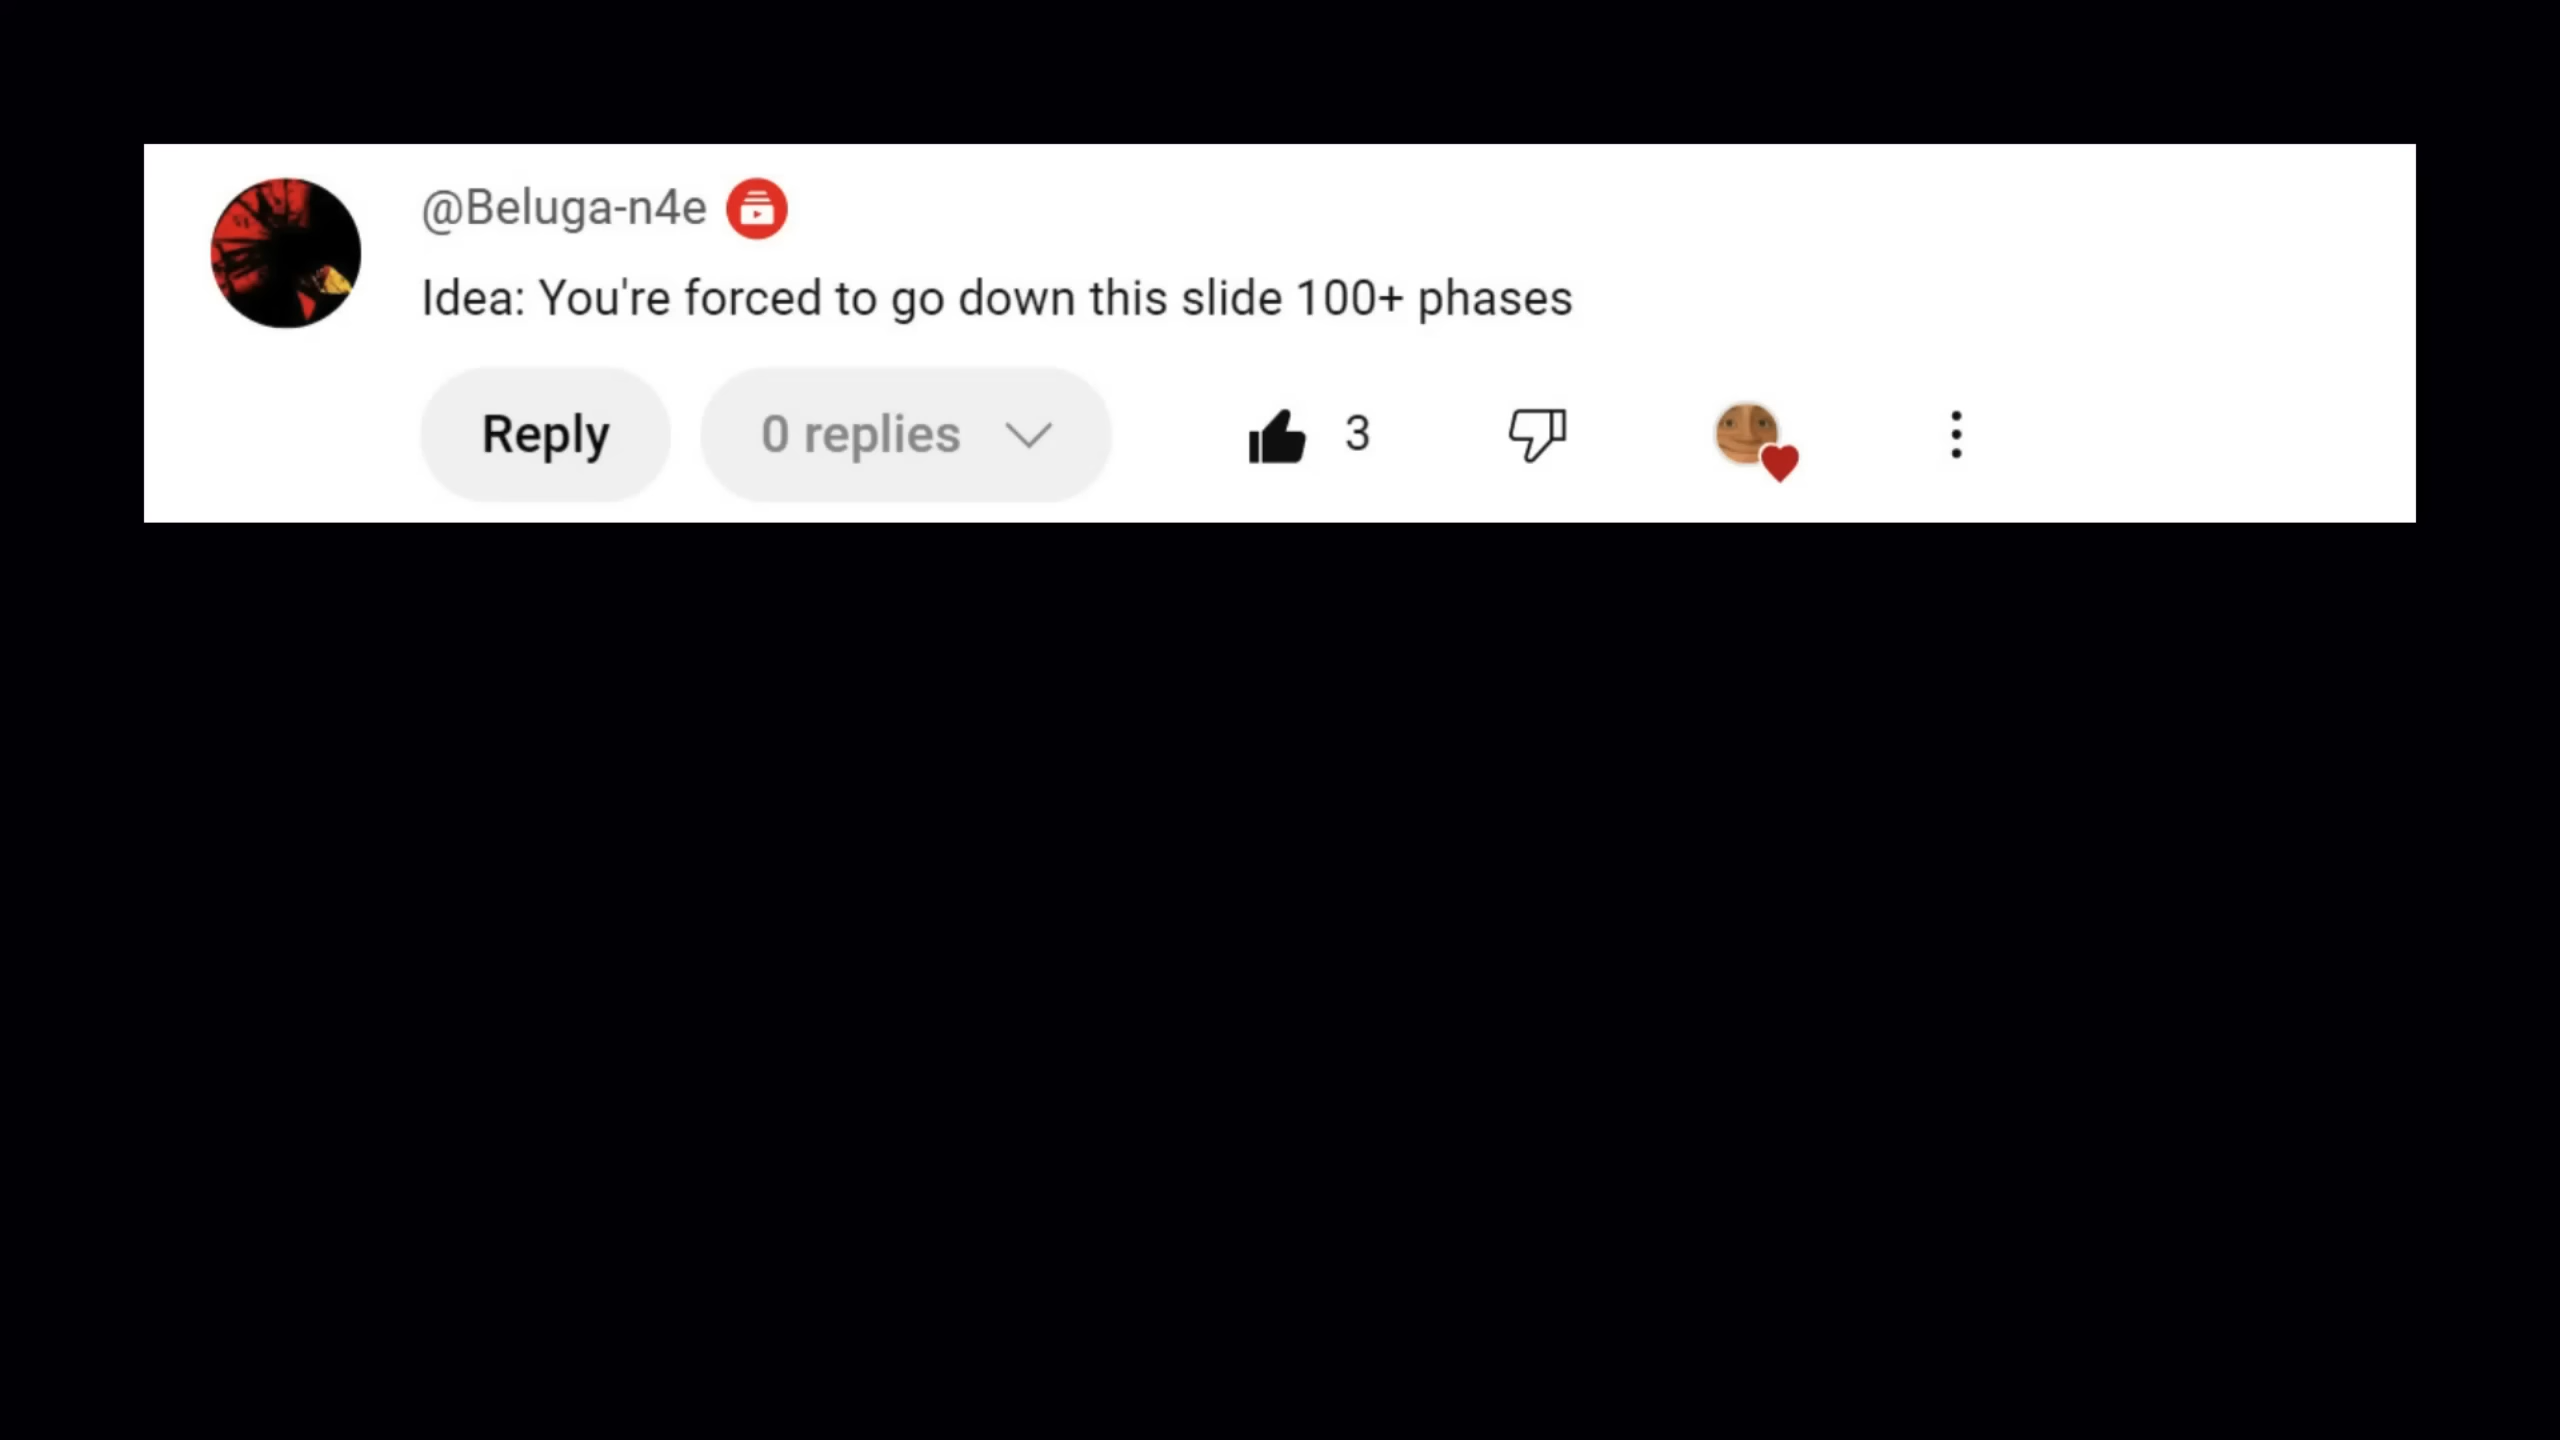 @Beluga-n4e
Idea: You're forced to go down this slide 100+ phases
Reply 0 replies 3